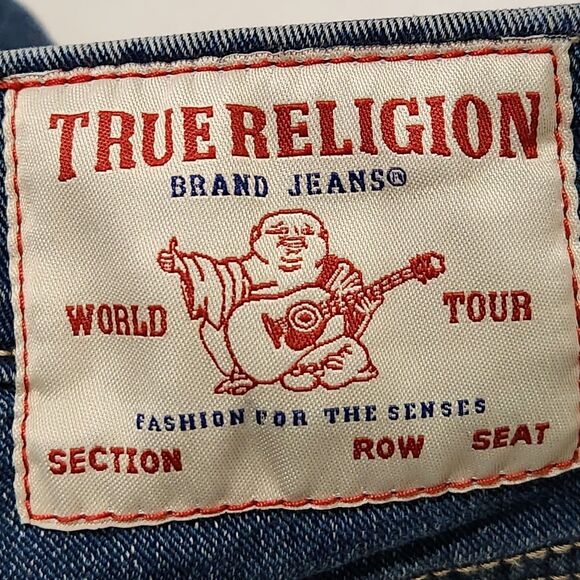 TRUE RELIGION
BRAND JEANS®
WORLD TOUR
FASHION FOR THE SENSES
SECTION ROW SEAT